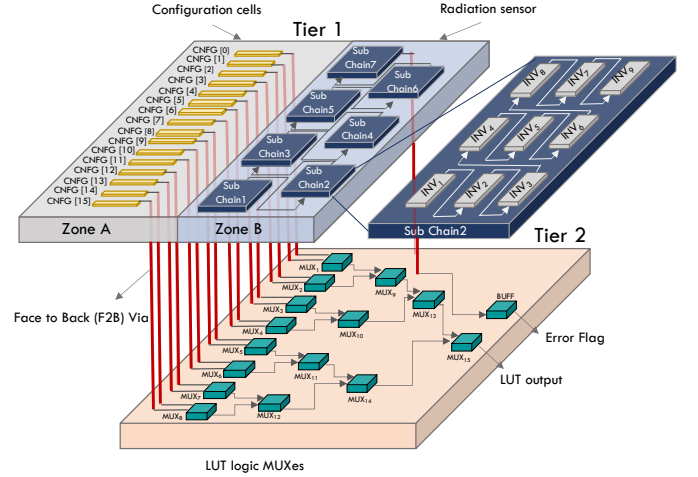 Configuration cells
Radiation sensor
Tier 1
CNFG [0]
CNFG [1]
CNFG [2]
CNFG [3]
CNFG [4]
CNFG [5]
CNFG [6]
CNFG [7]
CNFG [8]
CNFG [9]
CNFG [10]
CNFG [11]
CNFG [12]
CNFG [13]
CNFG [14]
CNFG [15]
Sub
Chain7
Sub
Chain6
Sub
Chain5
Sub
Chain4
Sub
Chain3
Sub
Chain2
Sub
Chain1
INV8
INV7
INV9
INV4
INV5
INV6
INV1
INV2
INV3
Zone A
Zone B
Sub Chain2
Tier 2
MUX1
MUX2
MUX3
MUX4
MUX5
MUX6
MUX7
MUX8
MUX9
MUX10
MUX11
MUX12
MUX13
MUX14
MUX15
BUFF
Face to Back (F2B) Via
Error Flag
LUT output
LUT logic MUXes